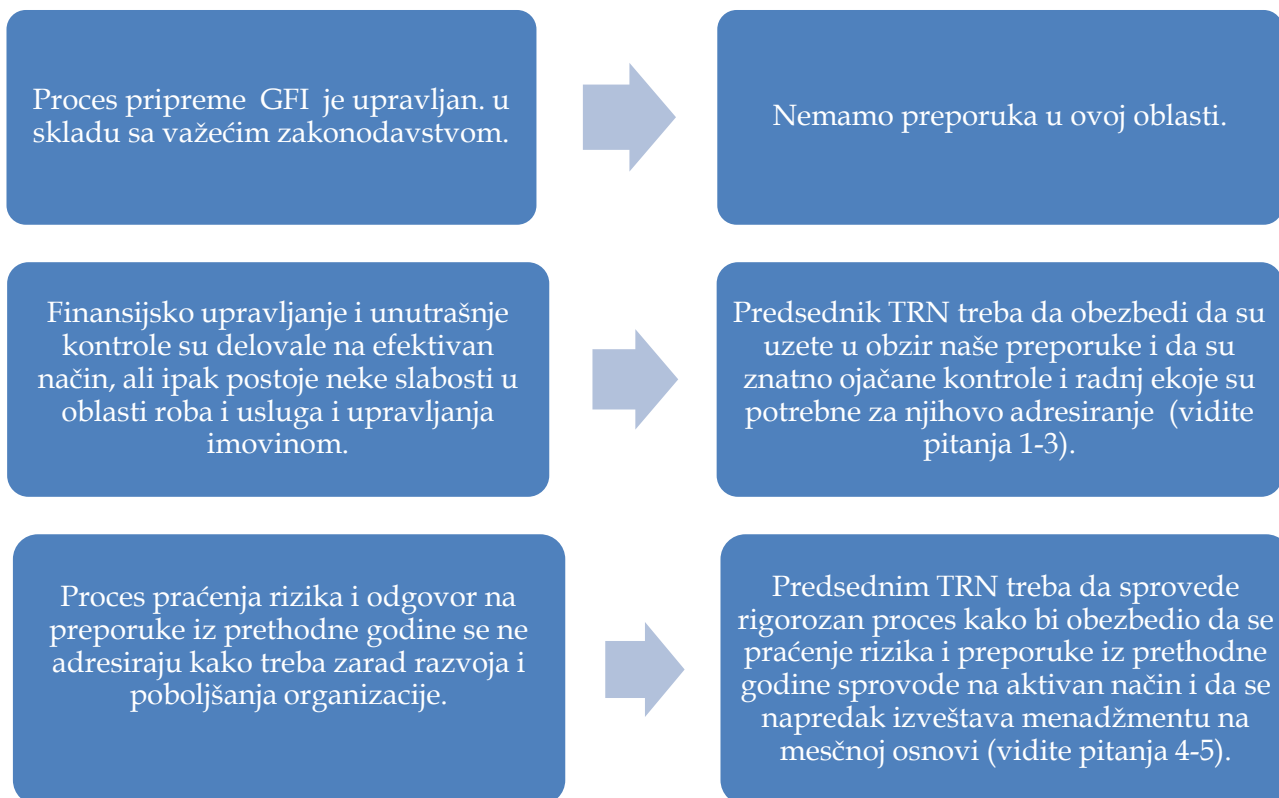 Proces pripreme GFI je upravljan. u
skladu sa važećim zakonodavstvom.
Nemamo preporuka u ovoj oblasti.
Finansijsko upravljanje i unutrašnje
kontrole su delovale na efektivan
način, ali ipak postoje neke slabosti u
oblasti roba i usluga i upravljanja
imovinom.
Predsednik TRN treba da obezbedi da su
uzete u obzir naše preporuke i da su
znatno ojačane kontrole i radnj ekoje su
potrebne za njihovo adresiranje (vidite
pitanja 1-3).
Proces praćenja rizika i odgovor na
preporuke iz prethodne godine se ne
adresiraju kako treba zarad razvoja i
poboljšanja organizacije.
Predsednim TRN treba da sprovede
rigorozan proces kako bi obezbedio da se
praćenje rizika i preporuke iz prethodne
godine sprovode na aktivan način i da se
napredak izveštava menadžmentu na
mesčnoj osnovi (vidite pitanja 4-5).